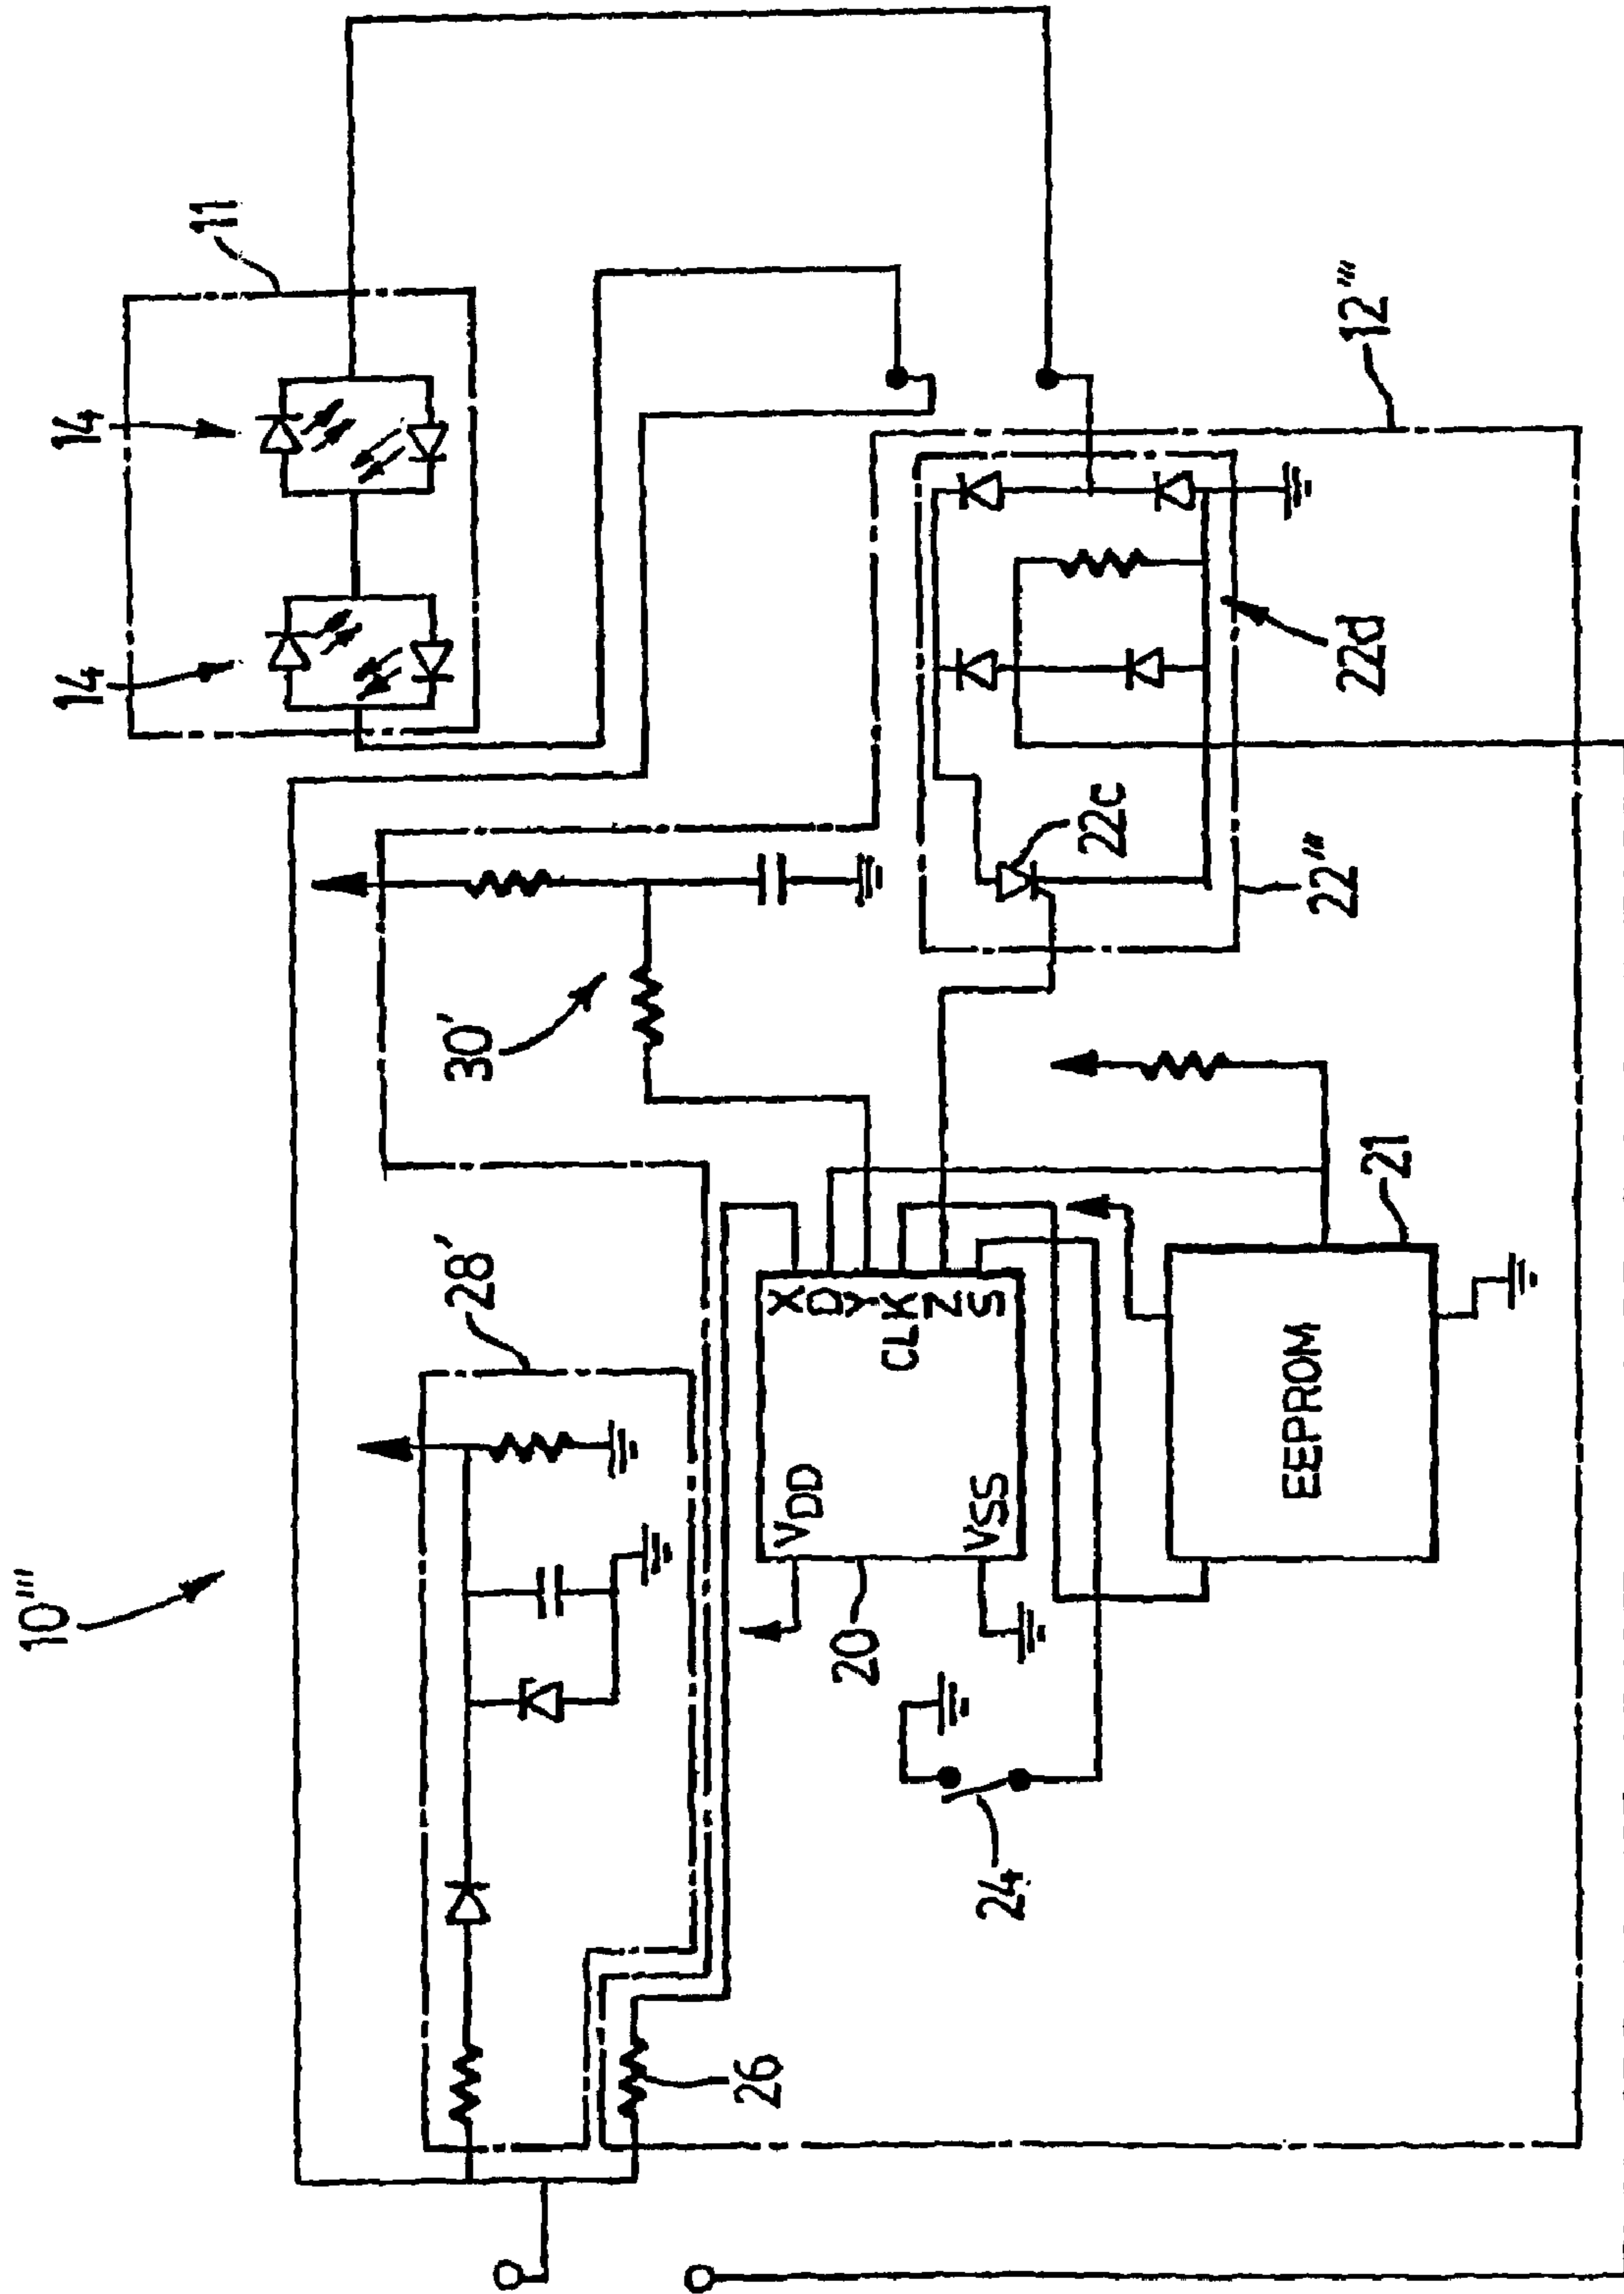 10'''
28'
30'
14
14
11
26
20
VDD
VSS
X
D
Y
CLK
Z
S
24
EEPROM
21
22c
22'''
22d
12'''